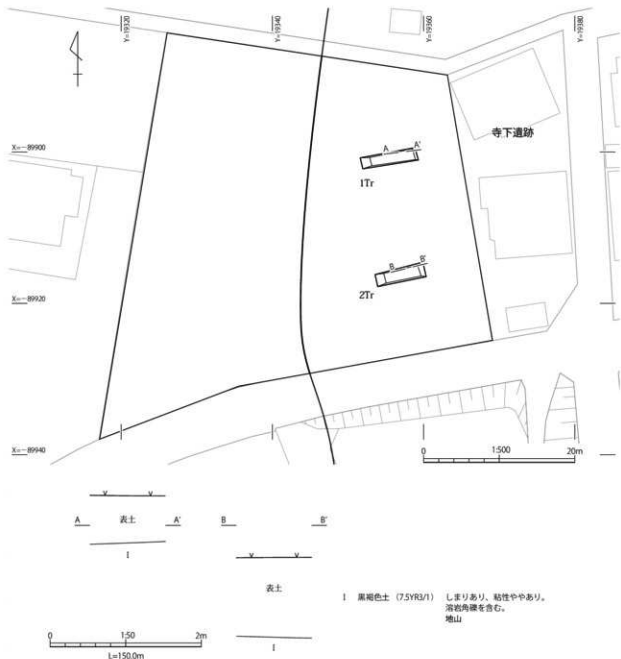 Y=19320
Y=19340
Y=19360
Y=19380
寺下遺跡
X=-89900
A A'
1Tr
B B'
2Tr
X=-89920
X=-89940
0 1:500 20m
A 表土 A' B B'
I
表土
I
I 黒褐色土 (7.5YR3/1) しまりあり、粘性ややあり。
溶岩角礫を含む。
地山
0 1:50 2m
L=150.0m